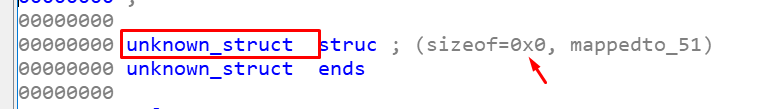 00000000 ;
00000000
00000000 unknown_struct struc ; (sizeof=0x0, mappedto_51)
00000000 unknown_struct ends
00000000